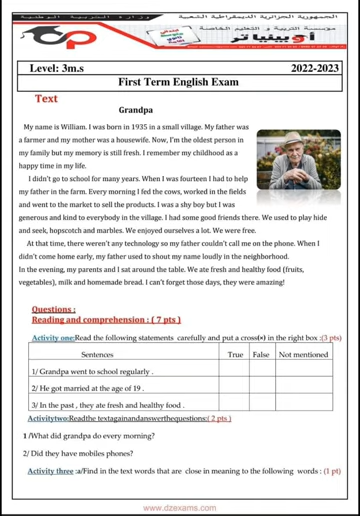 الجمهورية الجزائرية الديمقراطية الشعبية وزارة التربية الوطنية
مؤسسة التربية و التعليم الخاصة
Level: 3m.s 2022-2023
First Term English Exam
Text
Grandpa
My name is William. I was born in 1935 in a small village. My father was
a farmer and my mother was a housewife. Now, I'm the oldest person in
my family but my memory is still fresh. I remember my childhood as a
happy time in my life.
I didn't go to school for many years. When I was fourteen I had to help
my father in the farm. Every morning I fed the cows, worked in the fields
and went to the market to sell the products. I was a shy boy but I was
generous and kind to everybody in the village. I had some good friends there. We used to play hide
and seek, hopscotch and marbles. We enjoyed ourselves a lot. We were free.
At that time, there weren't any technology so my father couldn't call me on the phone. When I
didn't come home early, my father used to shout my name loudly in the neighborhood.
In the evening, my parents and I sat around the table. We ate fresh and healthy food (fruits,
vegetables), milk and homemade bread. I can't forget those days, they were amazing!
Questions :
Reading and comprehension : ( 7 pts )
Activity one:Read the following statements carefully and put a cross(×) in the right box :(3 pts)
Sentences True False Not mentioned
1/ Grandpa went to school regularly .
2/ He got married at the age of 19 .
3/ In the past , they ate fresh and healthy food .
Activitytwo:Readthe textagainandanswerthequestions:( 2 pts )
1 /What did grandpa do every morning?
2/ Did they have mobiles phones?
Activity three :a/Find in the text words that are close in meaning to the following words : (1 pt)
www.dzexams.com